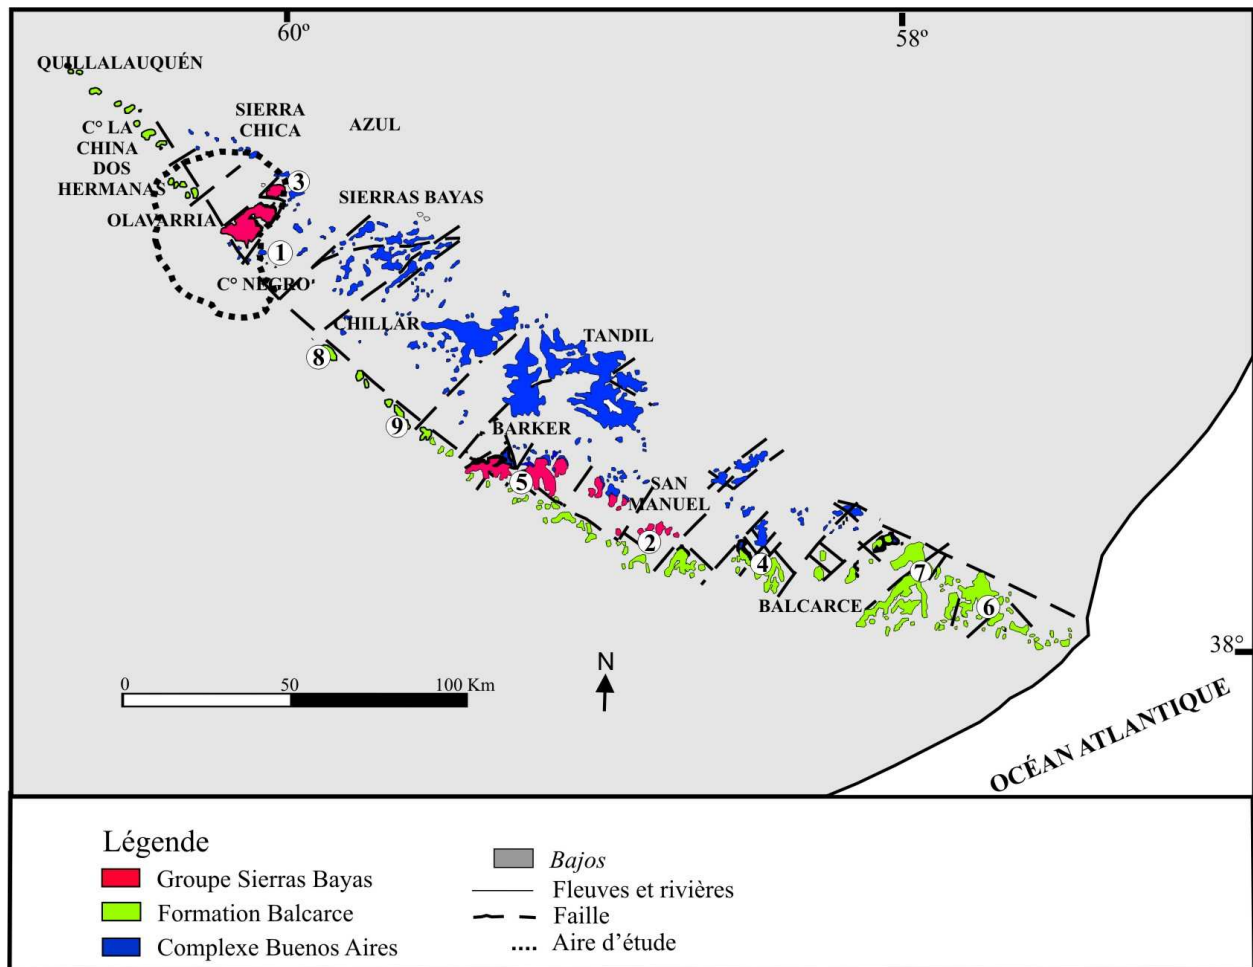 60º
58º
QUILLALAUQUÉN
SIERRA
CHICA
AZUL
C° LA
CHINA
DOS
HERMANAS
3
SIERRAS BAYAS
OLAVARRIA
1
C° NEGRO
CHILLAR
TANDIL
8
9
BARKER
5
SAN
MANUEL
2
4
7
BALCARCE
6
38°
N
0
50
100 Km
OCÉAN ATLANTIQUE
Légende
Groupe Sierras Bayas
Formation Balcarce
Complexe Buenos Aires
Bajos
Fleuves et rivières
Faille
Aire d'étude